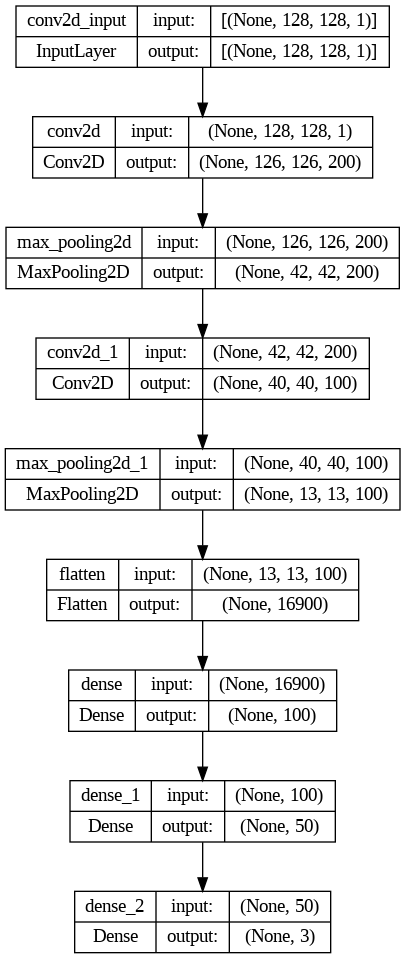 conv2d_input input: [(None, 128, 128, 1)]
InputLayer output: [(None, 128, 128, 1)]
conv2d input: (None, 128, 128, 1)
Conv2D output: (None, 126, 126, 200)
max_pooling2d input: (None, 126, 126, 200)
MaxPooling2D output: (None, 42, 42, 200)
conv2d_1 input: (None, 42, 42, 200)
Conv2D output: (None, 40, 40, 100)
max_pooling2d_1 input: (None, 40, 40, 100)
MaxPooling2D output: (None, 13, 13, 100)
flatten input: (None, 13, 13, 100)
Flatten output: (None, 16900)
dense input: (None, 16900)
Dense output: (None, 100)
dense_1 input: (None, 100)
Dense output: (None, 50)
dense_2 input: (None, 50)
Dense output: (None, 3)